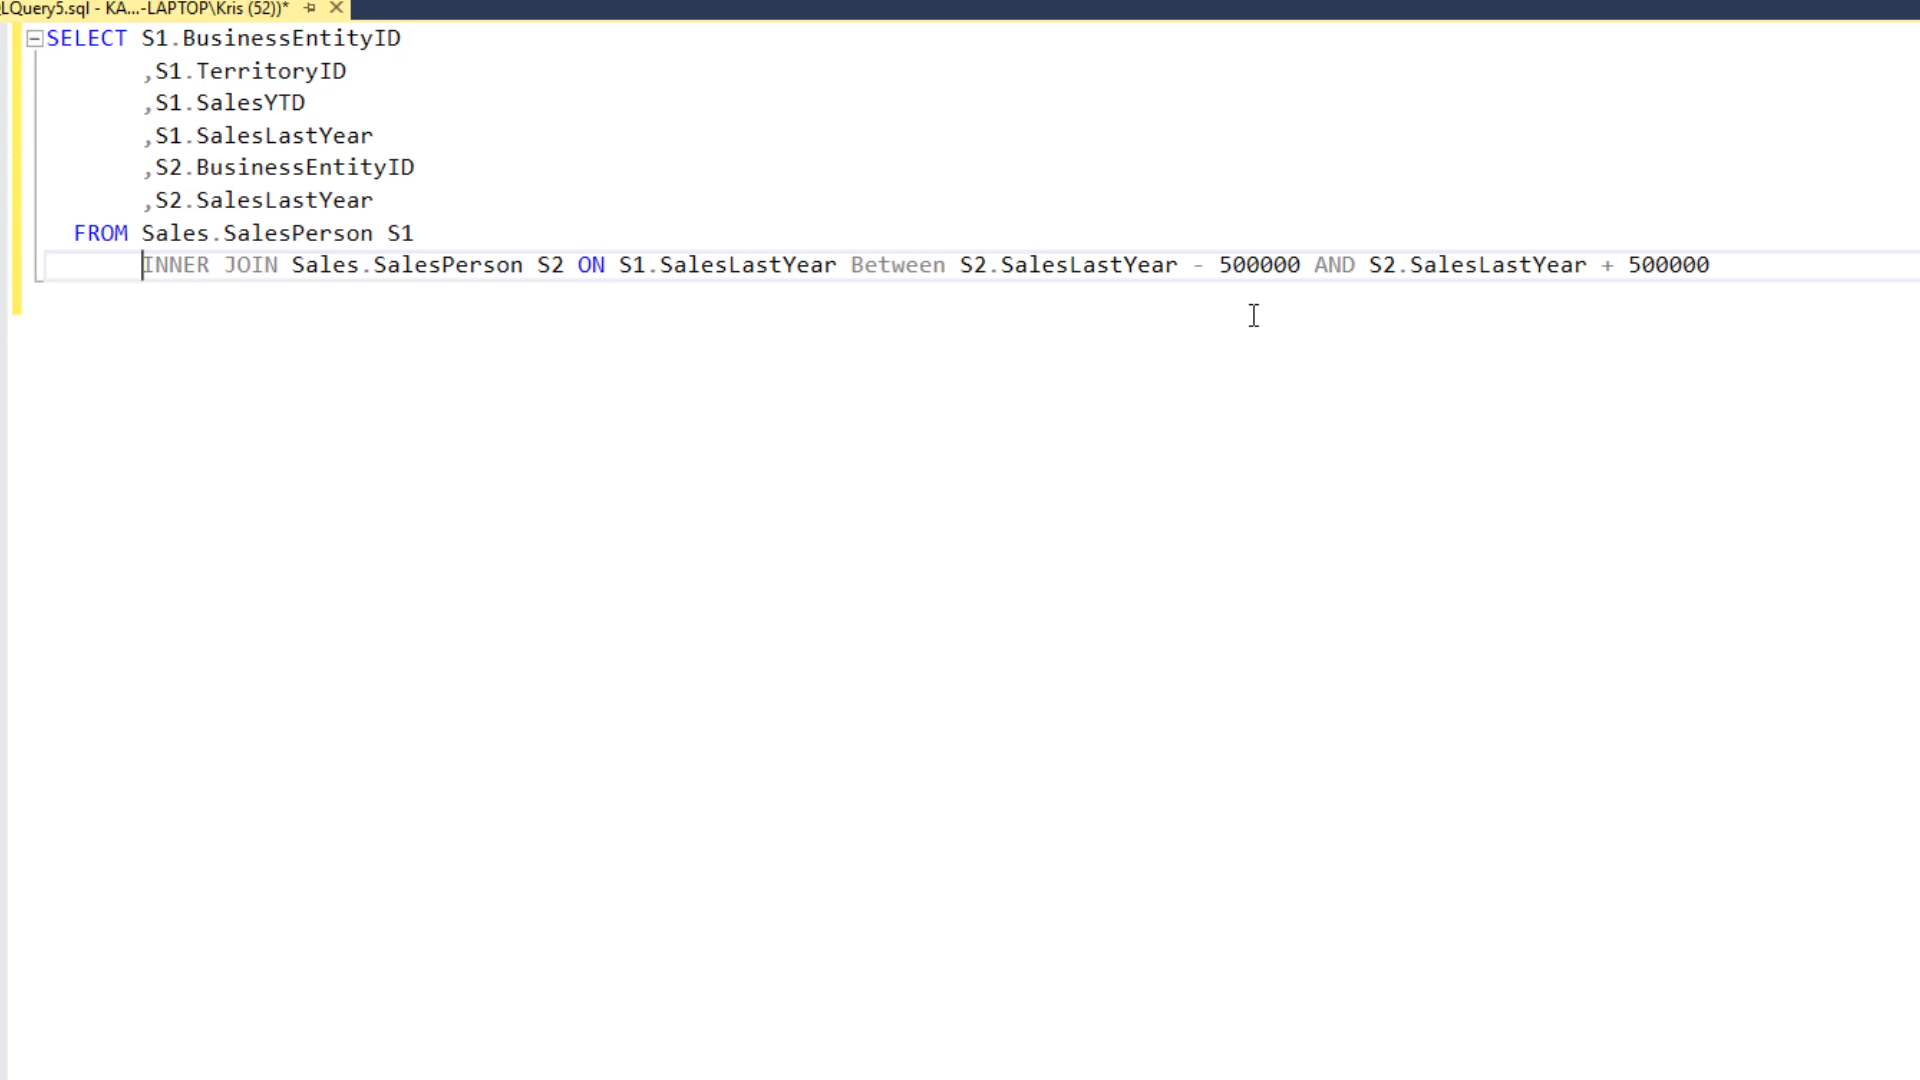 LQuery5.sql - KA...-LAPTOP\Kris (52))*
SELECT S1.BusinessEntityID
,S1.TerritoryID
,S1.SalesYTD
,S1.SalesLastYear
,S2.BusinessEntityID
,S2.SalesLastYear
FROM Sales.SalesPerson S1
INNER JOIN Sales.SalesPerson S2 ON S1.SalesLastYear Between S2.SalesLastYear - 500000 AND S2.SalesLastYear + 500000